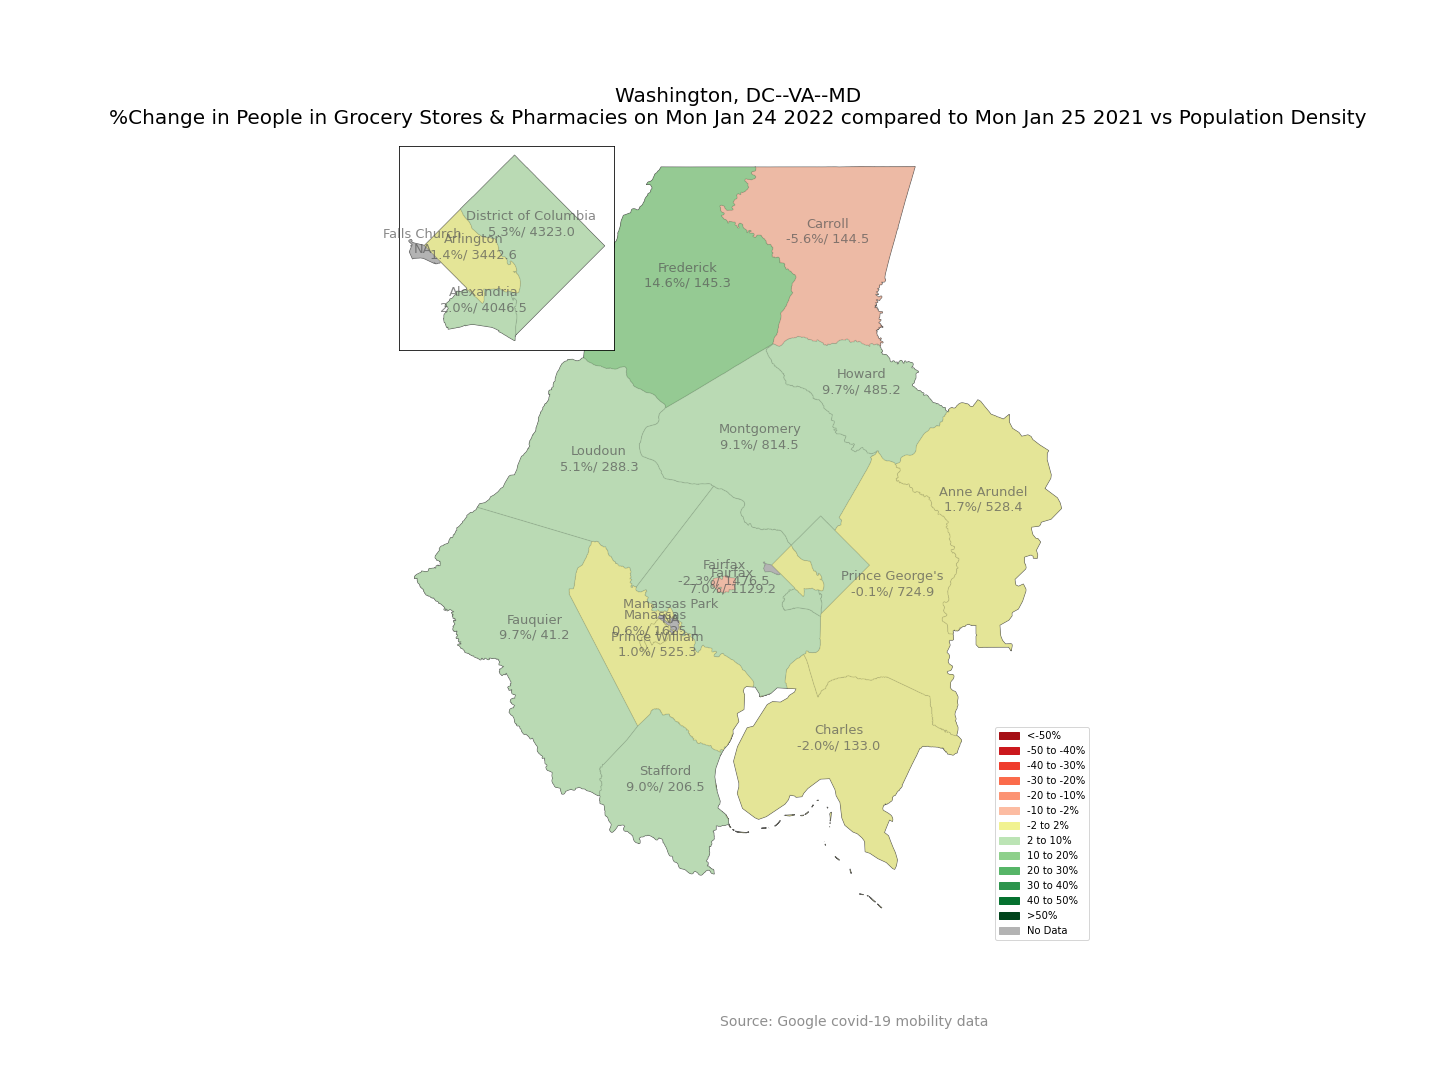 Washington, DC--VA--MD
%Change in People in Grocery Stores & Pharmacies on Mon Jan 24 2022 compared to Mon Jan 25 2021 vs Population Density
District of Columbia
5.3%/ 4323.0
Falls Church
NA
Arlington
1.4%/ 3442.6
Alexandria
2.0%/ 4046.5
Carroll
-5.6%/ 144.5
Frederick
14.6%/ 145.3
Howard
9.7%/ 485.2
Montgomery
9.1%/ 814.5
Loudoun
5.1%/ 288.3
Anne Arundel
1.7%/ 528.4
Fairfax
-2.3%/ 1476.5
Fairfax
7.0%/ 1129.2
Prince George's
-0.1%/ 724.9
Manassas Park
NA
Manassas
0.6%/ 1625.1
Prince William
1.0%/ 525.3
Fauquier
9.7%/ 41.2
Charles
-2.0%/ 133.0
Stafford
9.0%/ 206.5
<-50%
-50 to -40%
-40 to -30%
-30 to -20%
-20 to -10%
-10 to -2%
-2 to 2%
2 to 10%
10 to 20%
20 to 30%
30 to 40%
40 to 50%
>50%
No Data
Source: Google covid-19 mobility data